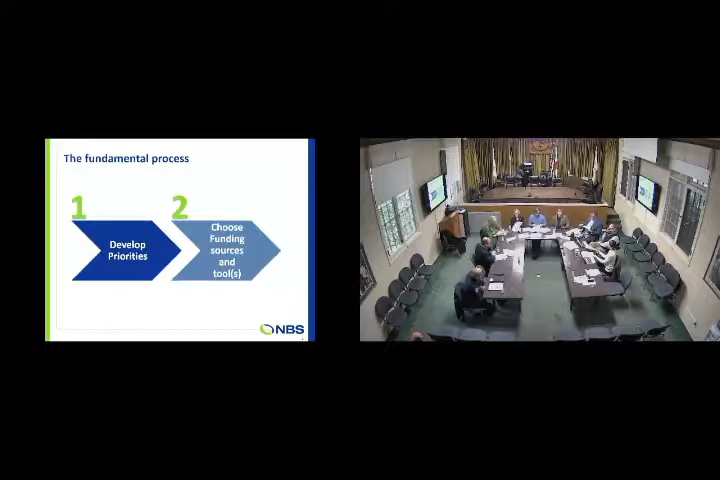 The fundamental process
1
Develop
Priorities
2
Choose
Funding
sources
and
tool(s)
NBS